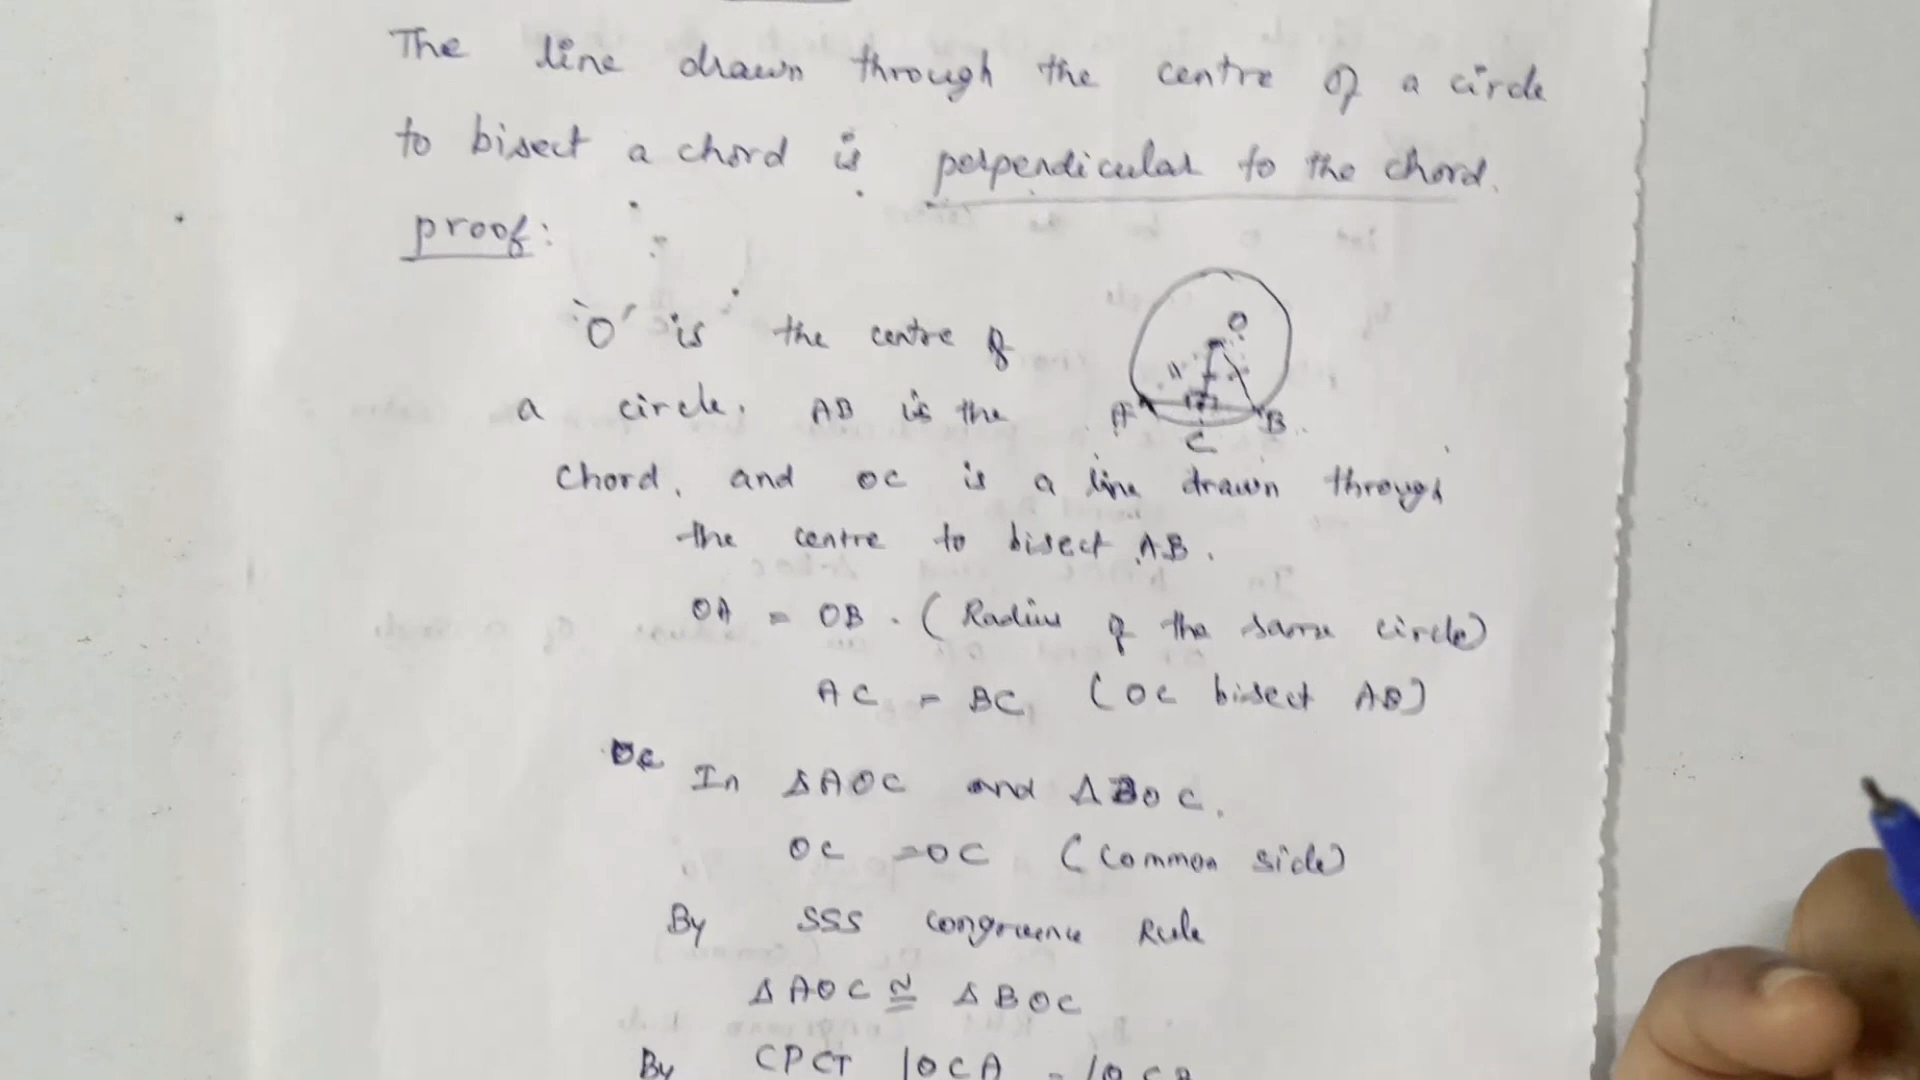 The line drawn through the centre of a circle
to bisect a chord is perpendicular to the chord.
proof:
'O' is the centre of
a circle. AB is the
O
A
B
C
chord, and OC is a line drawn through
the centre to bisect AB.
OA = OB. (Radius of the same circle)
AC = BC (OC bisect AB)
OC
In ΔAOC and ΔBOC.
OC = OC (Common side)
By SSS congruence Rule
ΔAOC ≅ ΔBOC
By CPCT ∠OCA = ∠OCB